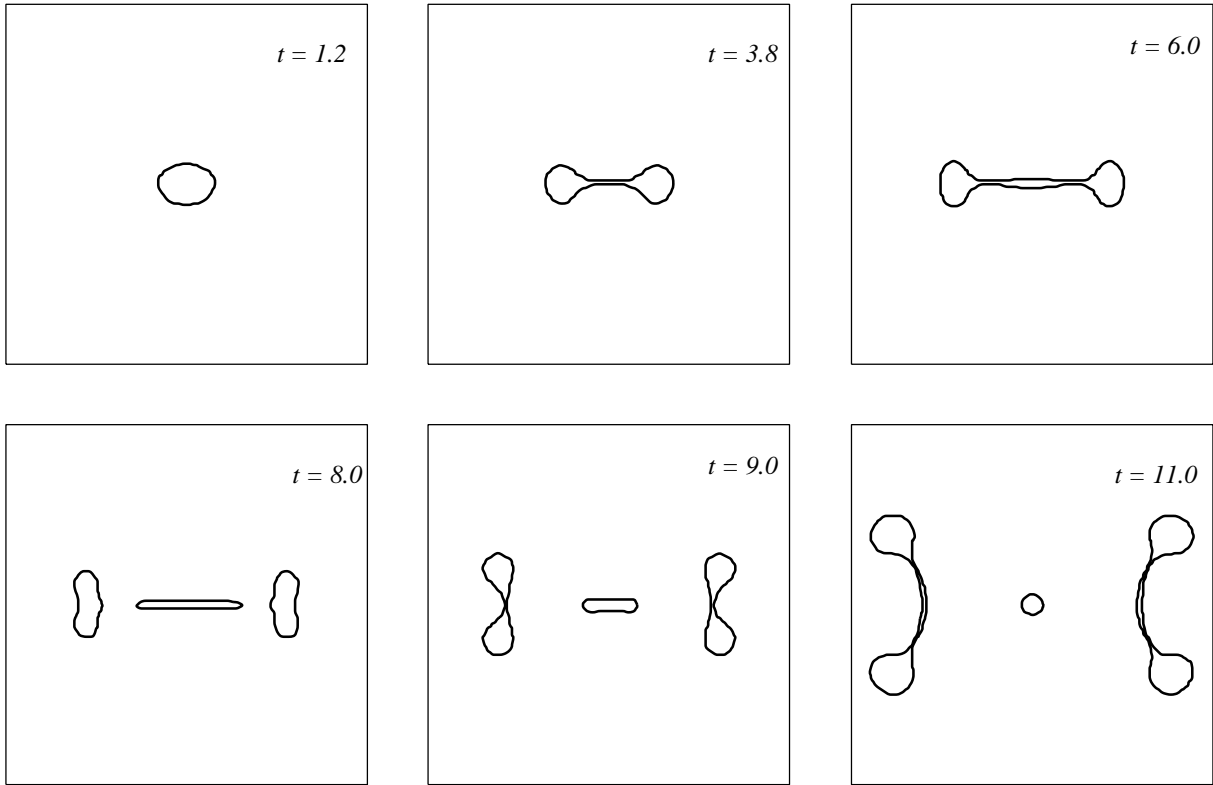 t = 1.2
t = 3.8
t = 6.0
t = 8.0
t = 9.0
t = 11.0